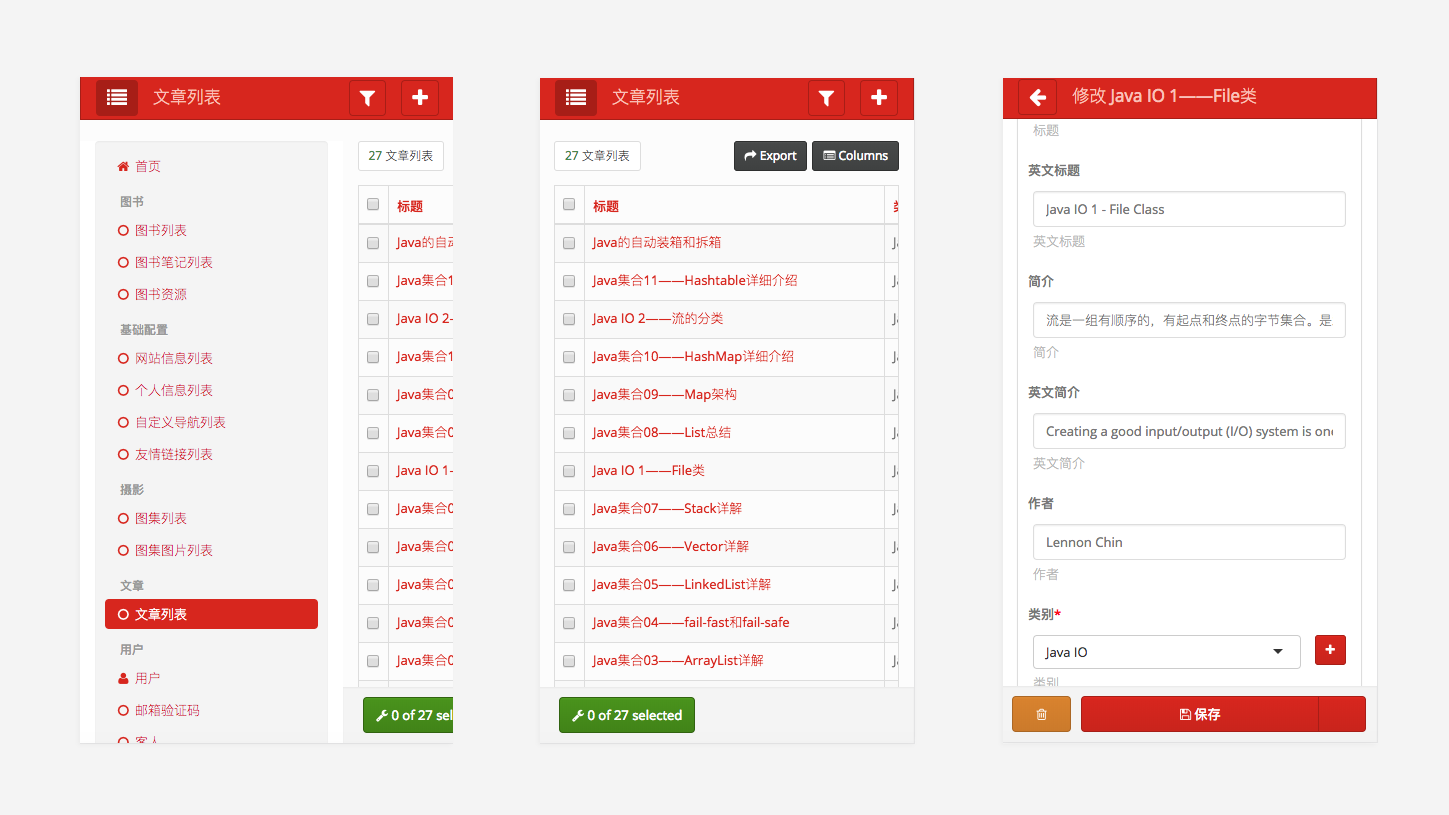 文章列表
首页
图书
图书列表
图书笔记列表
图书资源
基础配置
网站信息列表
个人信息列表
自定义导航列表
友情链接列表
摄影
图集列表
图集图片列表
文章
文章列表
用户
用户
邮箱验证码
客人
27 文章列表
标题
Java的自动
Java集合1
Java IO 2—
Java集合1
Java集合0
Java集合0
Java IO 1—
Java集合0
Java集合0
Java集合0
Java集合0
Java集合0
0 of 27 sel
文章列表
27 文章列表
Export
Columns
标题
Java的自动装箱和拆箱
Java集合11——Hashtable详细介绍
Java IO 2——流的分类
Java集合10——HashMap详细介绍
Java集合09——Map架构
Java集合08——List总结
Java IO 1——File类
Java集合07——Stack详解
Java集合06——Vector详解
Java集合05——LinkedList详解
Java集合04——fail-fast和fail-safe
Java集合03——ArrayList详解
0 of 27 selected
修改 Java IO 1——File类
标题
英文标题
Java IO 1 - File Class
英文标题
简介
流是一组有顺序的，有起点和终点的字节集合。是
简介
英文简介
Creating a good input/output (I/O) system is one
英文简介
作者
Lennon Chin
作者
类别*
Java IO
类别
保存